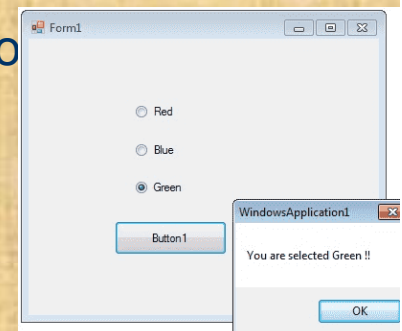 Form1
Red
Blue
Green
Button1
WindowsApplication1
You are selected Green !!
OK